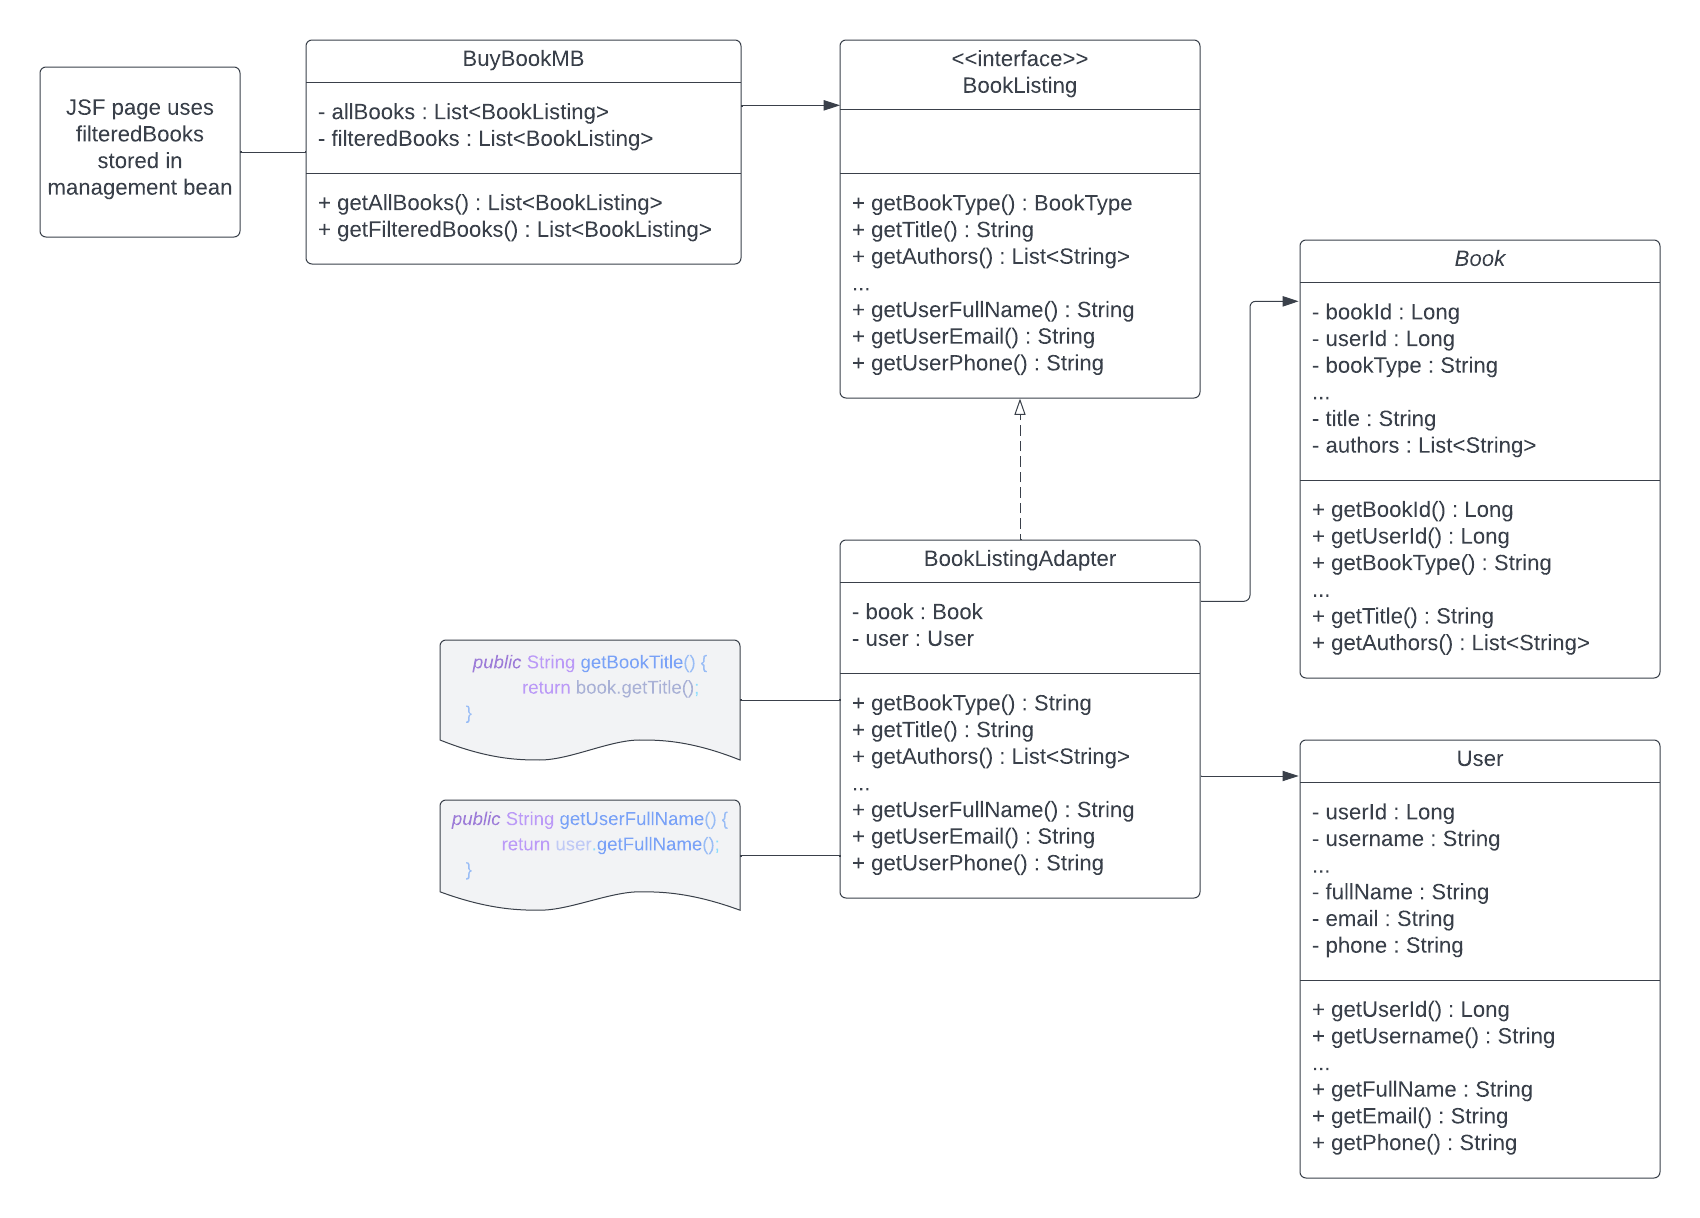 JSF page uses
filteredBooks
stored in
management bean
BuyBookMB
- allBooks : List<BookListing>
- filteredBooks : List<BookListing>
+ getAllBooks() : List<BookListing>
+ getFilteredBooks() : List<BookListing>
<<interface>>
BookListing
+ getBookType() : BookType
+ getTitle() : String
+ getAuthors() : List<String>
...
+ getUserFullName() : String
+ getUserEmail() : String
+ getUserPhone() : String
Book
- bookId : Long
- userId : Long
- bookType : String
...
- title : String
- authors : List<String>
+ getBookId() : Long
+ getUserId() : Long
+ getBookType() : String
...
+ getTitle() : String
+ getAuthors() : List<String>
BookListingAdapter
- book : Book
- user : User
+ getBookType() : String
+ getTitle() : String
+ getAuthors() : List<String>
...
+ getUserFullName() : String
+ getUserEmail() : String
+ getUserPhone() : String
public String getBookTitle() {
return book.getTitle();
}
public String getUserFullName() {
return user.getFullName();
}
User
- userId : Long
- username : String
...
- fullName : String
- email : String
- phone : String
+ getUserId() : Long
+ getUsername() : String
...
+ getFullName : String
+ getEmail() : String
+ getPhone() : String